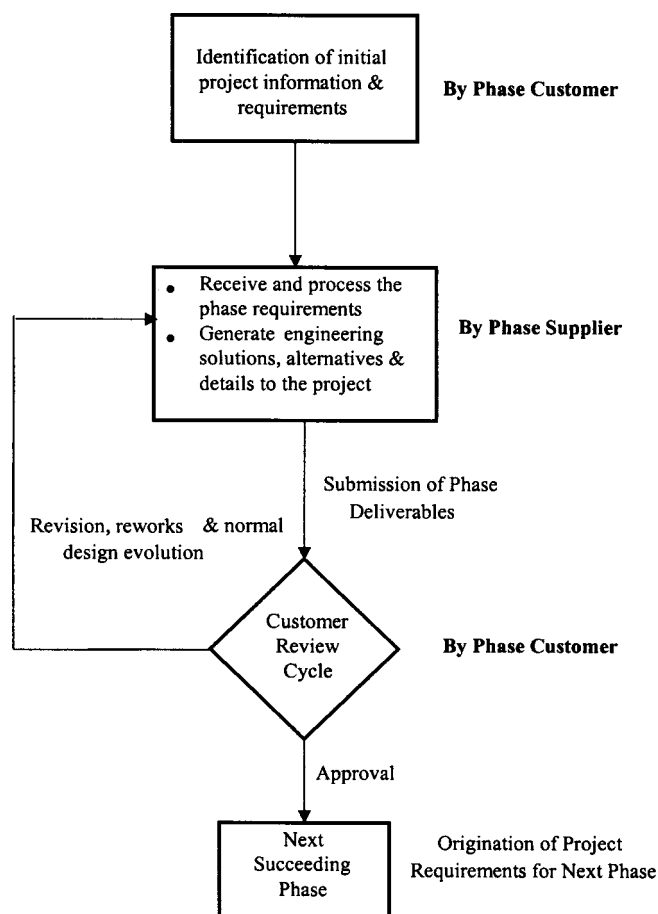 Identification of initial
project information &
requirements
By Phase Customer
• Receive and process the
phase requirements
• Generate engineering
solutions, alternatives &
details to the project
By Phase Supplier
Submission of Phase
Deliverables
Revision, reworks & normal
design evolution
Customer
Review
Cycle
By Phase Customer
Approval
Next
Succeeding
Phase
Origination of Project
Requirements for Next Phase